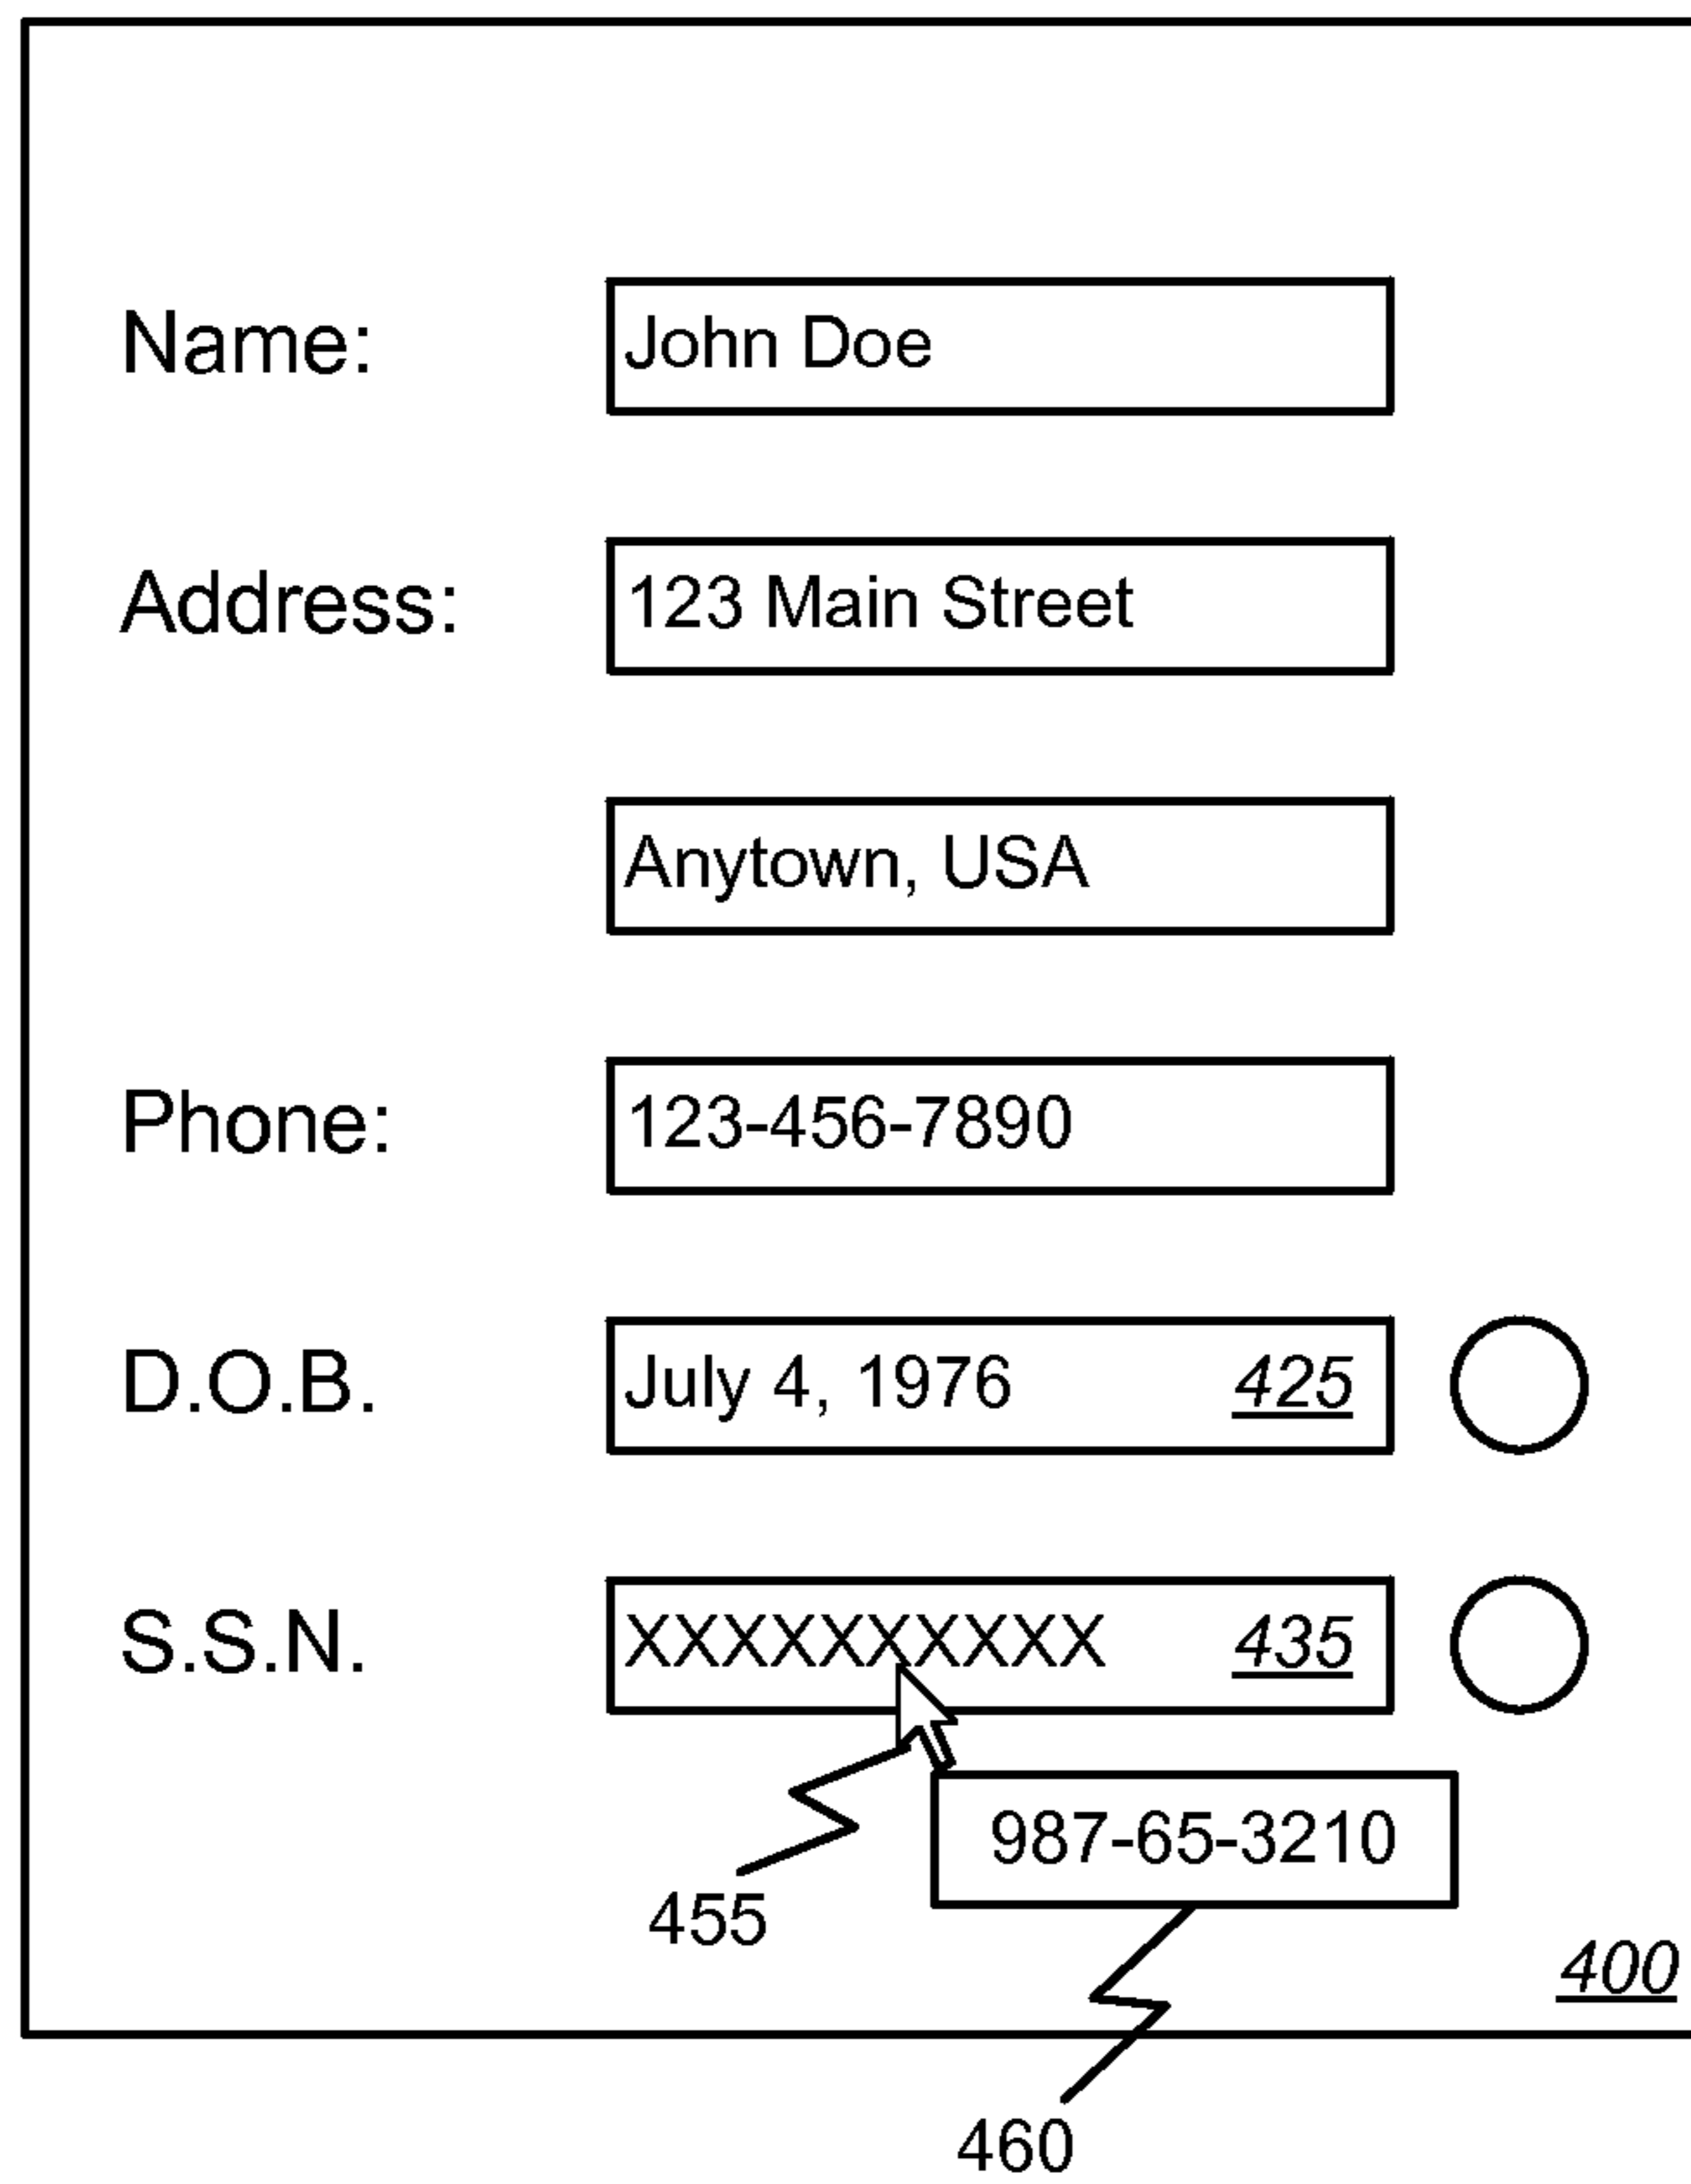 Name: John Doe
Address: 123 Main Street
Anytown, USA
Phone: 123-456-7890
D.O.B. July 4, 1976 425
S.S.N. XXXXXXXXXX 435
987-65-3210
455
400
460